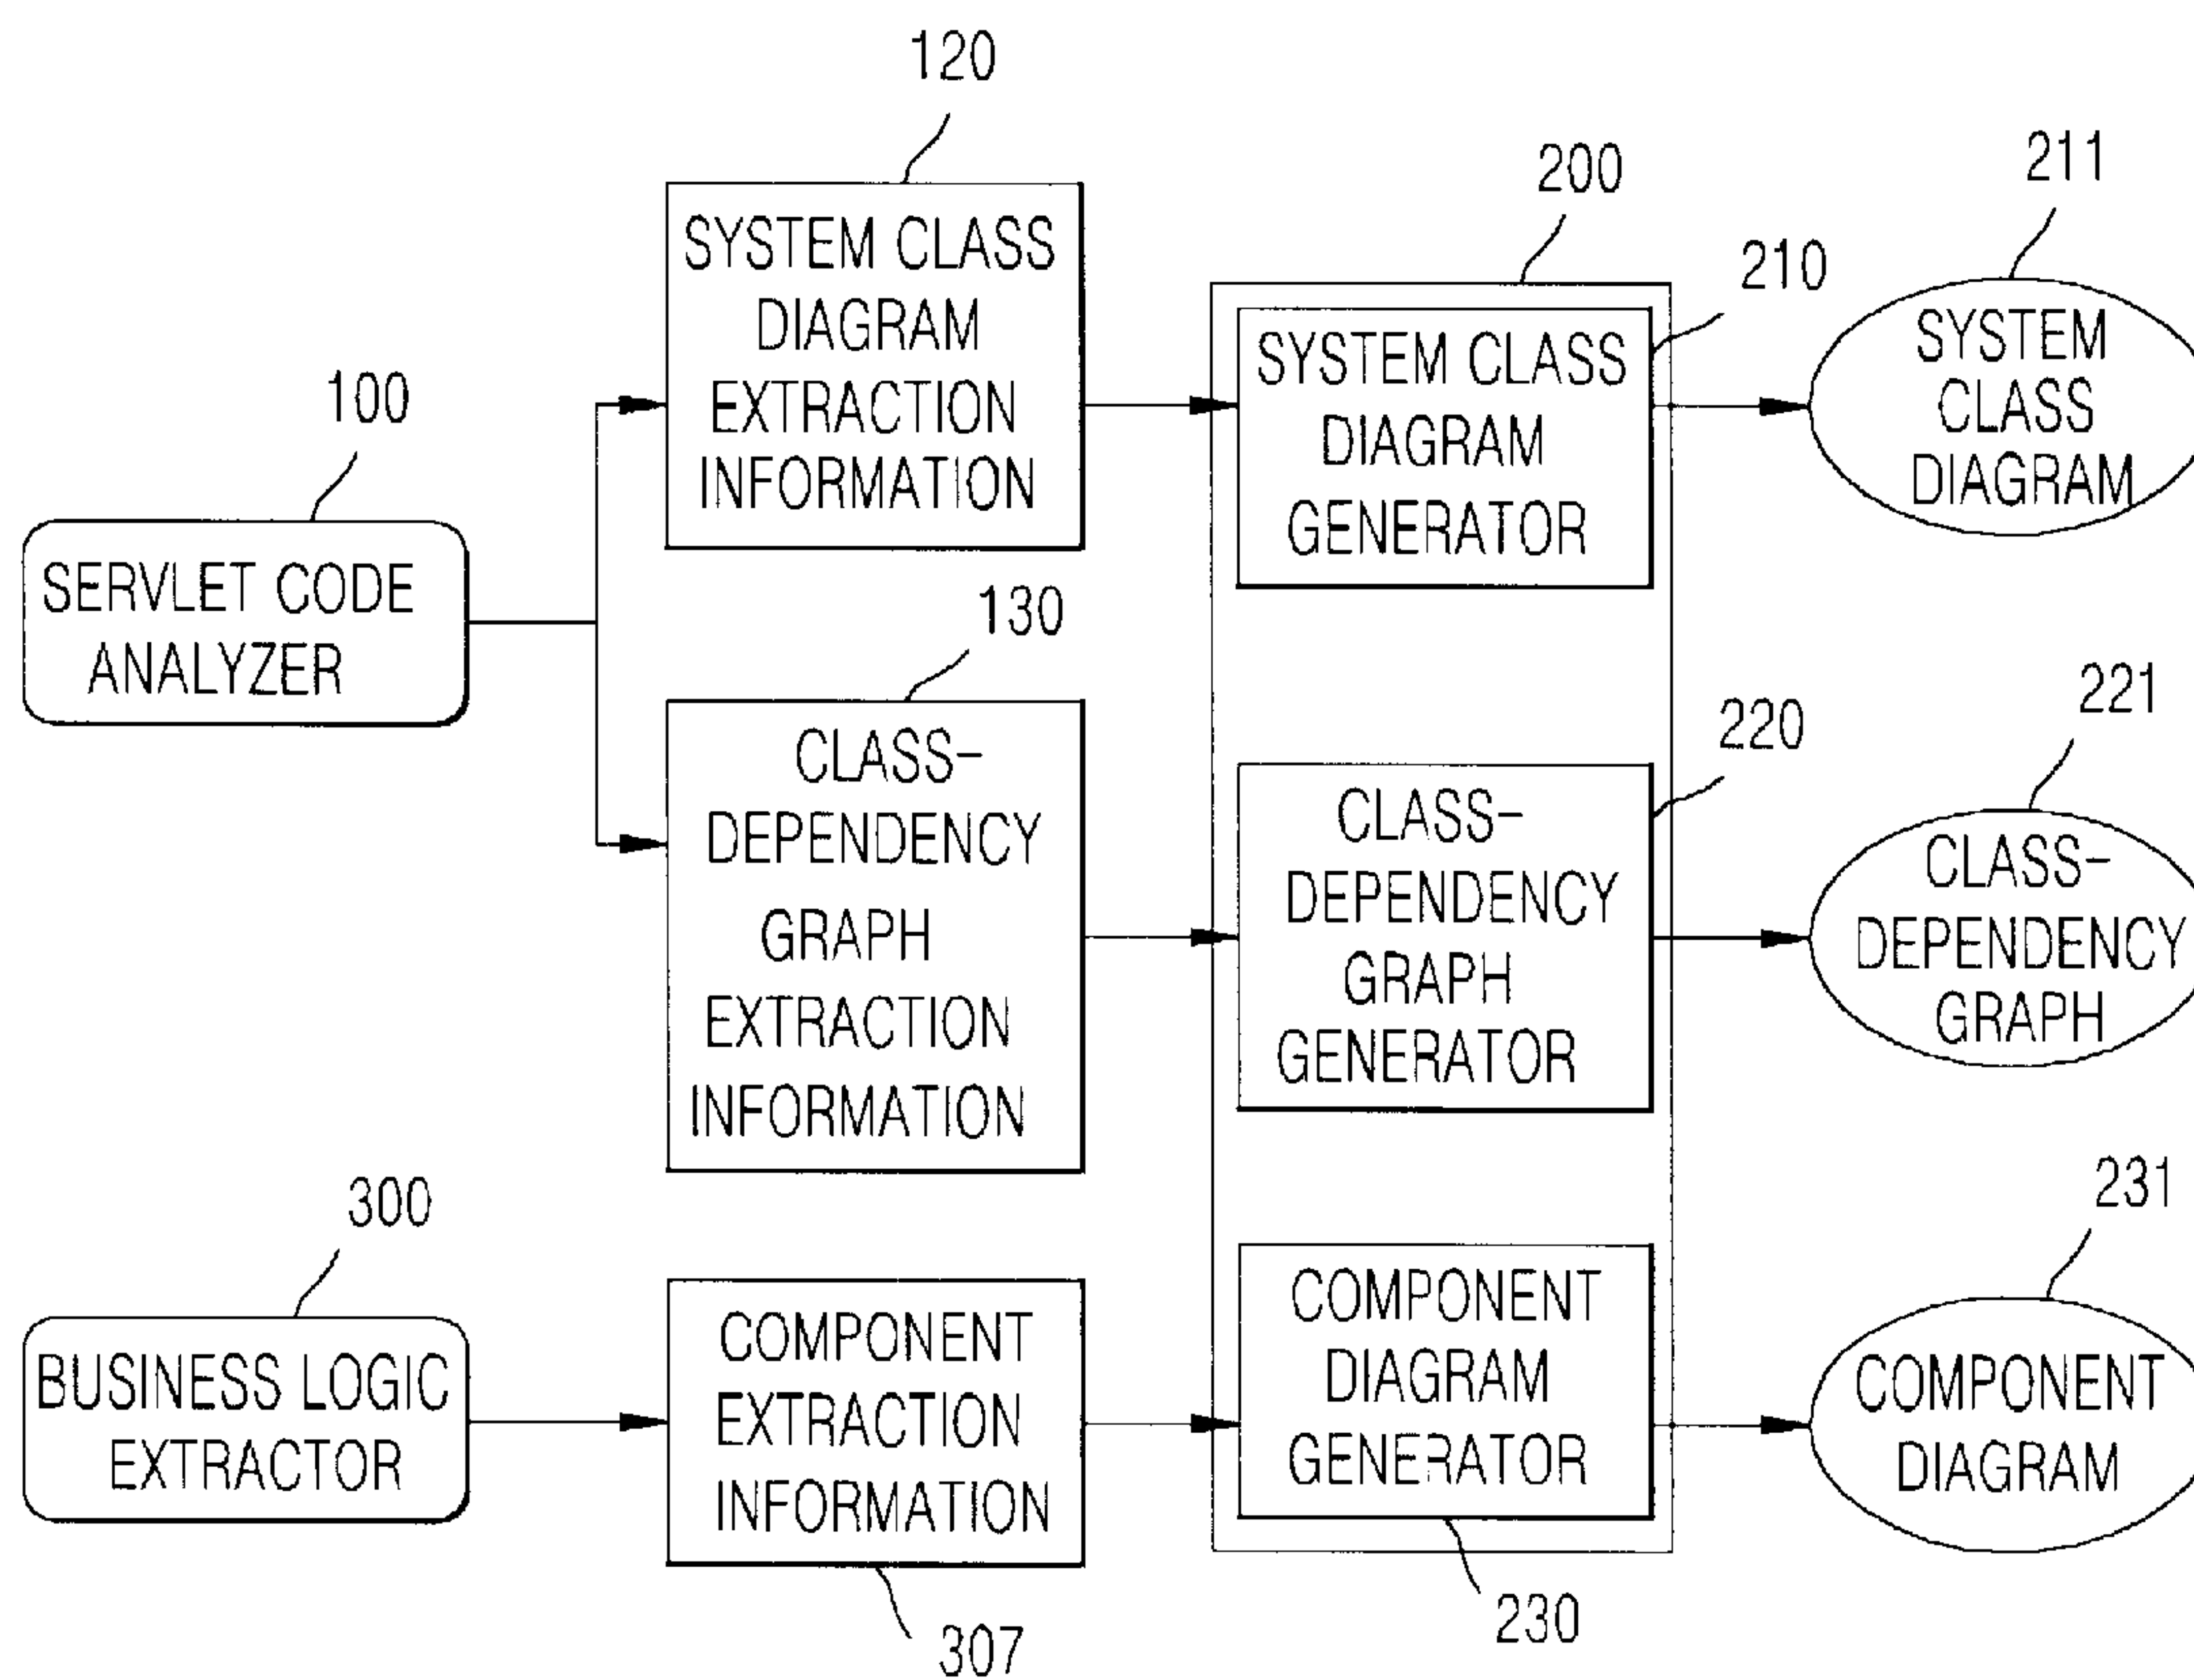 120
SYSTEM CLASS
DIAGRAM
EXTRACTION
INFORMATION
200
210
SYSTEM CLASS
DIAGRAM
GENERATOR
211
SYSTEM
CLASS
DIAGRAM
100
SERVLET CODE
ANALYZER
130
CLASS-
DEPENDENCY
GRAPH
EXTRACTION
INFORMATION
220
CLASS-
DEPENDENCY
GRAPH
GENERATOR
221
CLASS-
DEPENDENCY
GRAPH
300
BUSINESS LOGIC
EXTRACTOR
COMPONENT
EXTRACTION
INFORMATION
307
COMPONENT
DIAGRAM
GENERATOR
230
231
COMPONENT
DIAGRAM